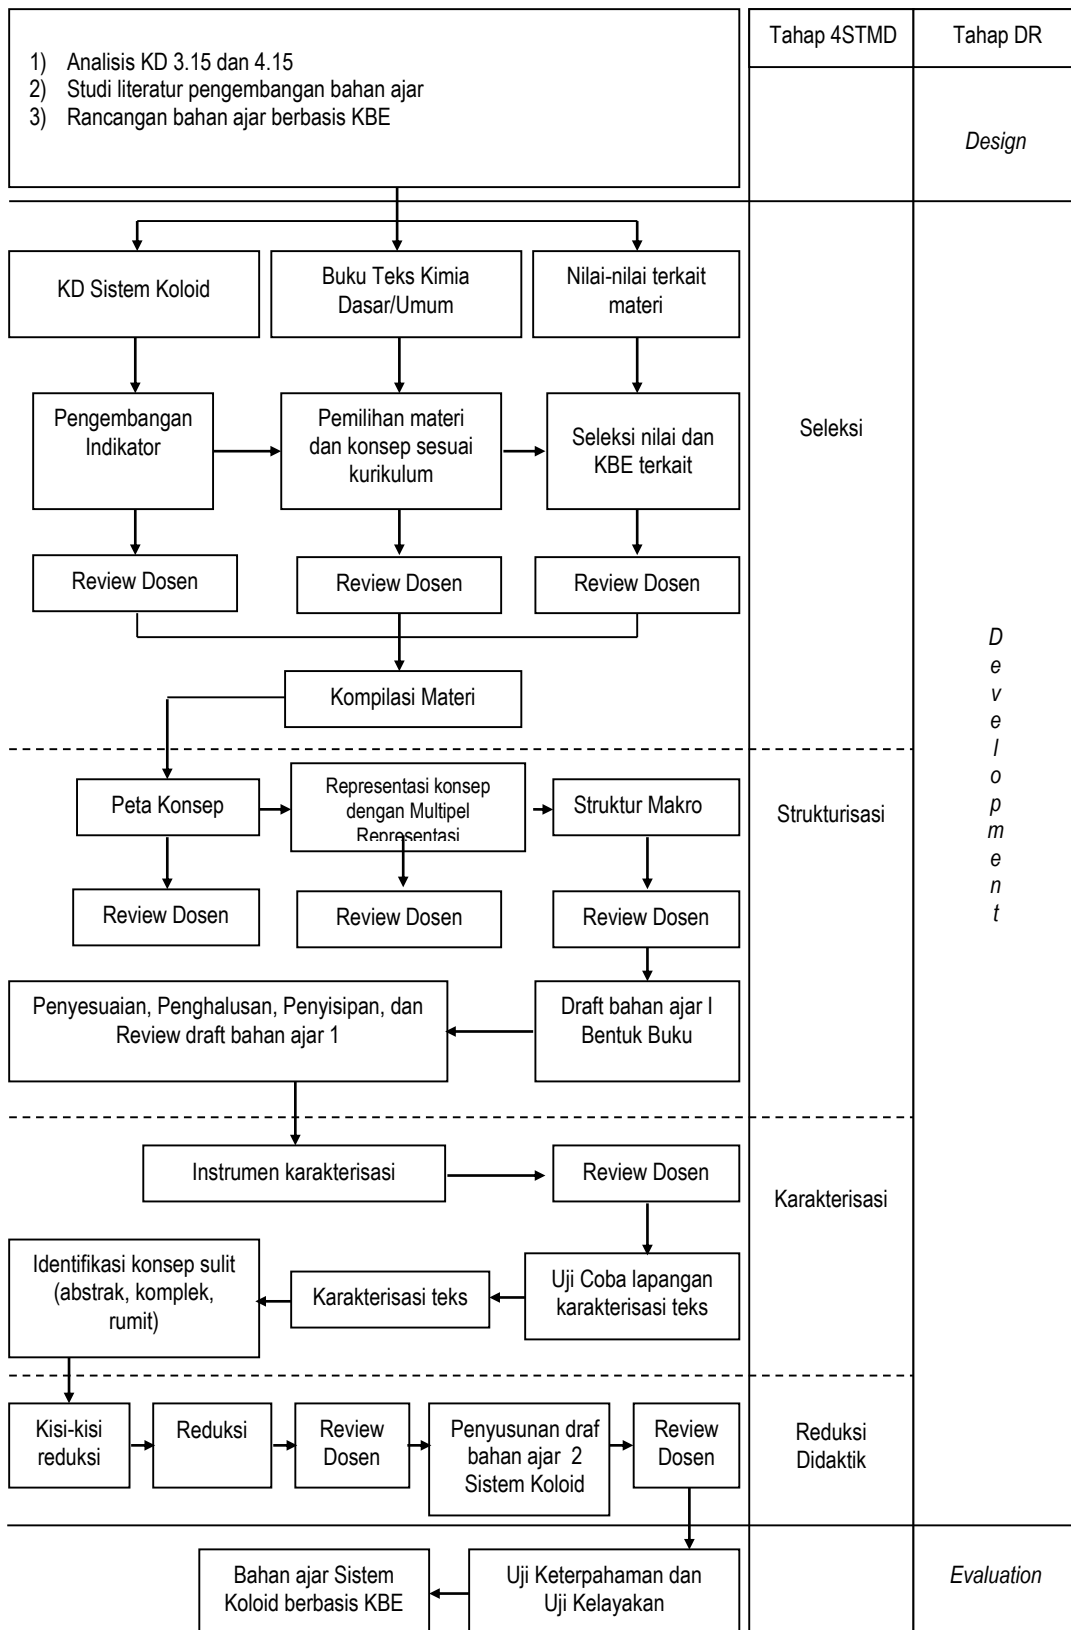 Tahap 4STMD
Tahap DR
1) Analisis KD 3.15 dan 4.15
2) Studi literatur pengembangan bahan ajar
3) Rancangan bahan ajar berbasis KBE
Design
KD Sistem Koloid
Buku Teks Kimia
Dasar/Umum
Nilai-nilai terkait
materi
Pengembangan
Indikator
Pemilihan materi
dan konsep sesuai
kurikulum
Seleksi nilai dan
KBE terkait
Seleksi
Review Dosen
Review Dosen
Review Dosen
Kompilasi Materi
D
e
v
e
l
o
p
m
e
n
t
Peta Konsep
Representasi konsep
dengan Multipel
Representasi
Struktur Makro
Strukturisasi
Review Dosen
Review Dosen
Review Dosen
Penyesuaian, Penghalusan, Penyisipan, dan
Review draft bahan ajar 1
Draft bahan ajar I
Bentuk Buku
Instrumen karakterisasi
Review Dosen
Karakterisasi
Identifikasi konsep sulit
(abstrak, komplek,
rumit)
Karakterisasi teks
Uji Coba lapangan
karakterisasi teks
Kisi-kisi
reduksi
Reduksi
Review
Dosen
Penyusunan draf
bahan ajar 2
Sistem Koloid
Review
Dosen
Reduksi
Didaktik
Bahan ajar Sistem
Koloid berbasis KBE
Uji Keterpahaman dan
Uji Kelayakan
Evaluation